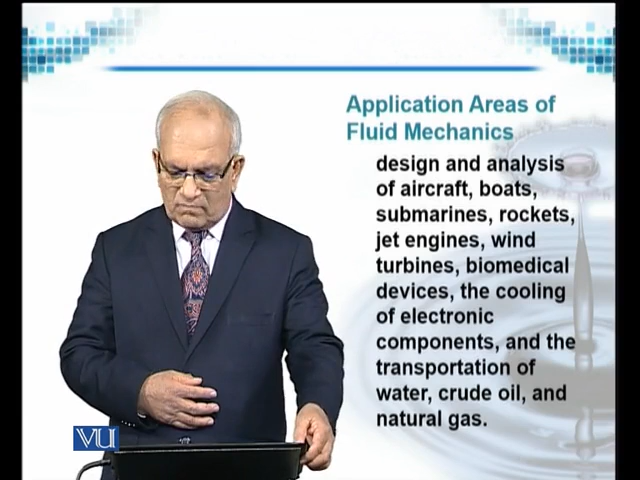 Application Areas of
Fluid Mechanics
design and analysis
of aircraft, boats,
submarines, rockets,
jet engines, wind
turbines, biomedical
devices, the cooling
of electronic
components, and the
transportation of
water, crude oil, and
natural gas.
VU